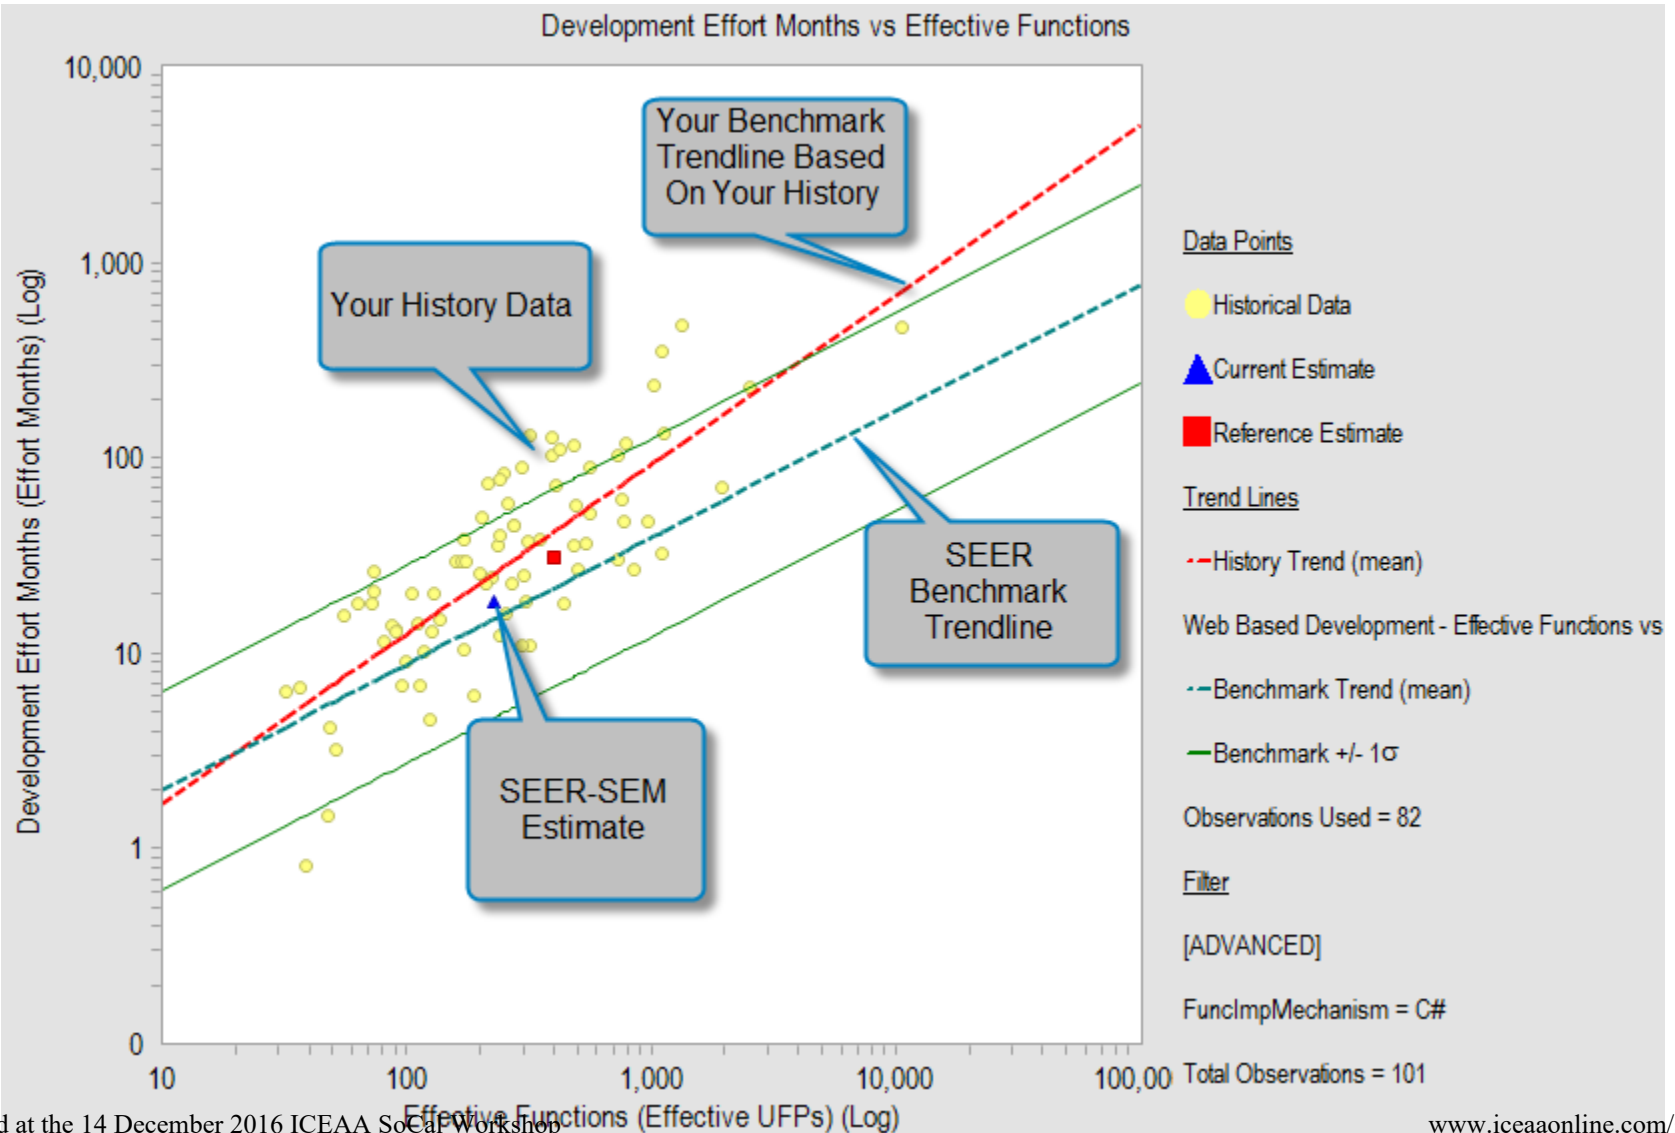 Development Effort Months vs Effective Functions
10,000
1,000
100
10
1
0
Development Effort Months (Effort Months) (Log)
Your Benchmark
Trendline Based
On Your History
Your History Data
SEER
Benchmark
Trendline
SEER-SEM
Estimate
10
100
1,000
10,000
100,00
Effective Functions (Effective UFPs) (Log)
Data Points
Historical Data
Current Estimate
Reference Estimate
Trend Lines
History Trend (mean)
Web Based Development - Effective Functions vs
Benchmark Trend (mean)
Benchmark +/- 1σ
Observations Used = 82
Filter
[ADVANCED]
FuncImpMechanism = C#
Total Observations = 101
d at the 14 December 2016 ICEAA SoCal Workshop
www.iceaaonline.com/